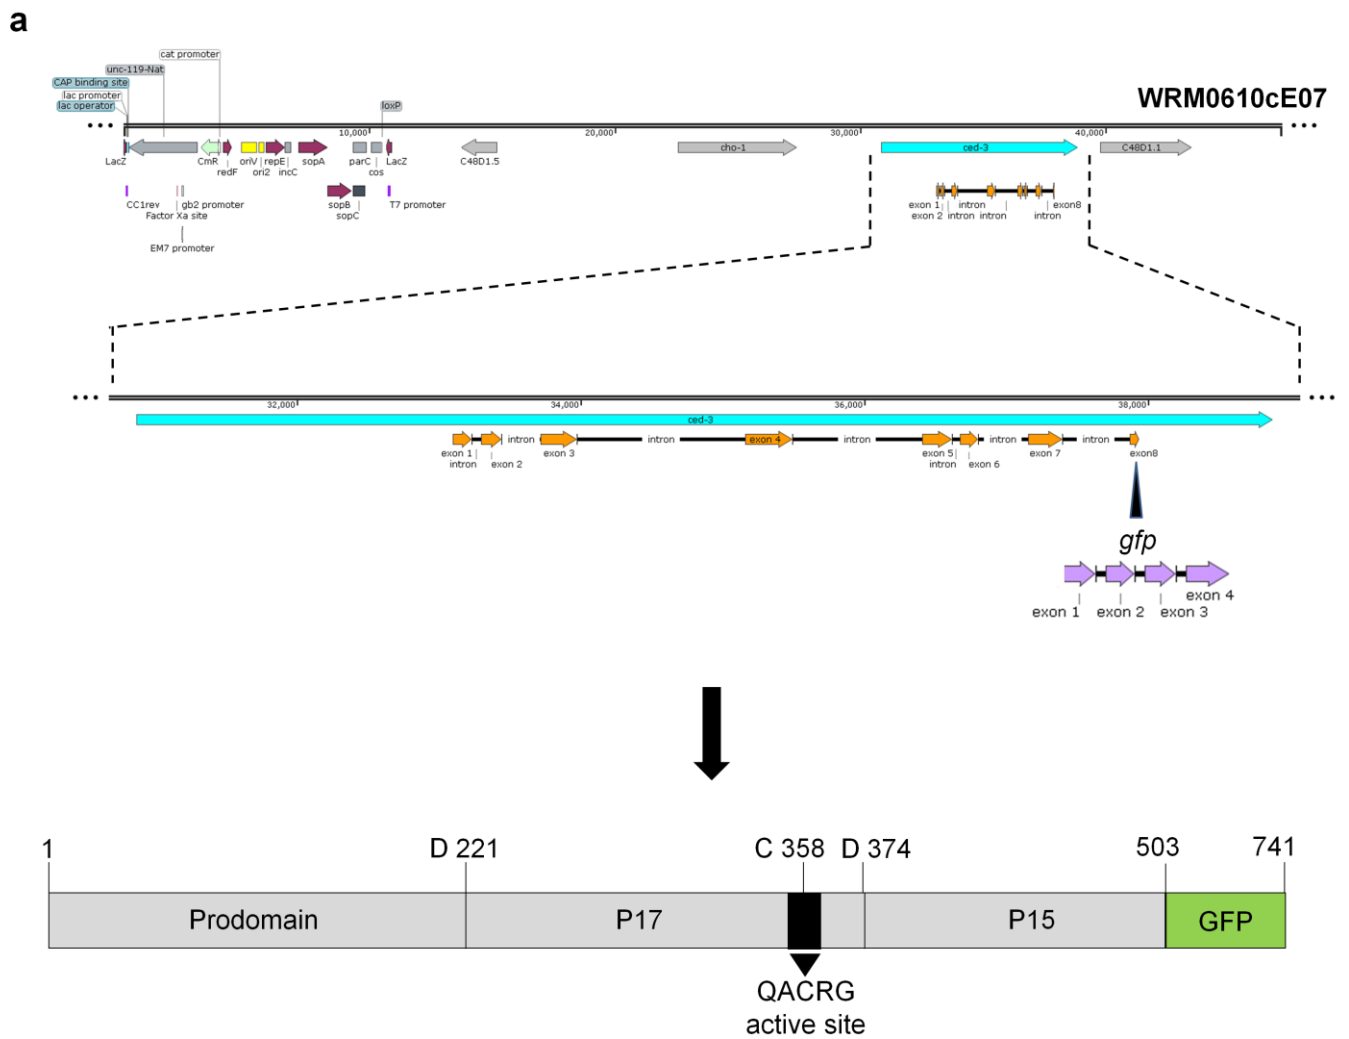 a
cat promoter
unc-119-Nat
CAP binding site
lac promoter
lac operator
loxP
WRM0610cE07
10,000
20,000
30,000
40,000
LacZ
CmR
redF
oriV
ori2
repE
incC
sopA
parC
cos
LacZ
C48D1.5
cho-1
ced-3
C48D1.1
CC1rev
gb2 promoter
Factor Xa site
EM7 promoter
sopB
sopC
T7 promoter
exon 1
intron
exon8
exon 2
intron
intron
intron
32,000
34,000
36,000
38,000
ced-3
intron
intron
exon 4
intron
intron
intron
exon 1
intron
exon 2
exon 3
exon 5
intron
exon 6
exon 7
exon8
gfp
exon 4
exon 1
exon 2
exon 3
1
D 221
C 358
D 374
503
741
Prodomain
P17
P15
GFP
QACRG
active site